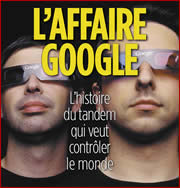 L'AFFAIRE
GOOGLE
L'histoire
du tandem
qui veut
contrôler
le monde